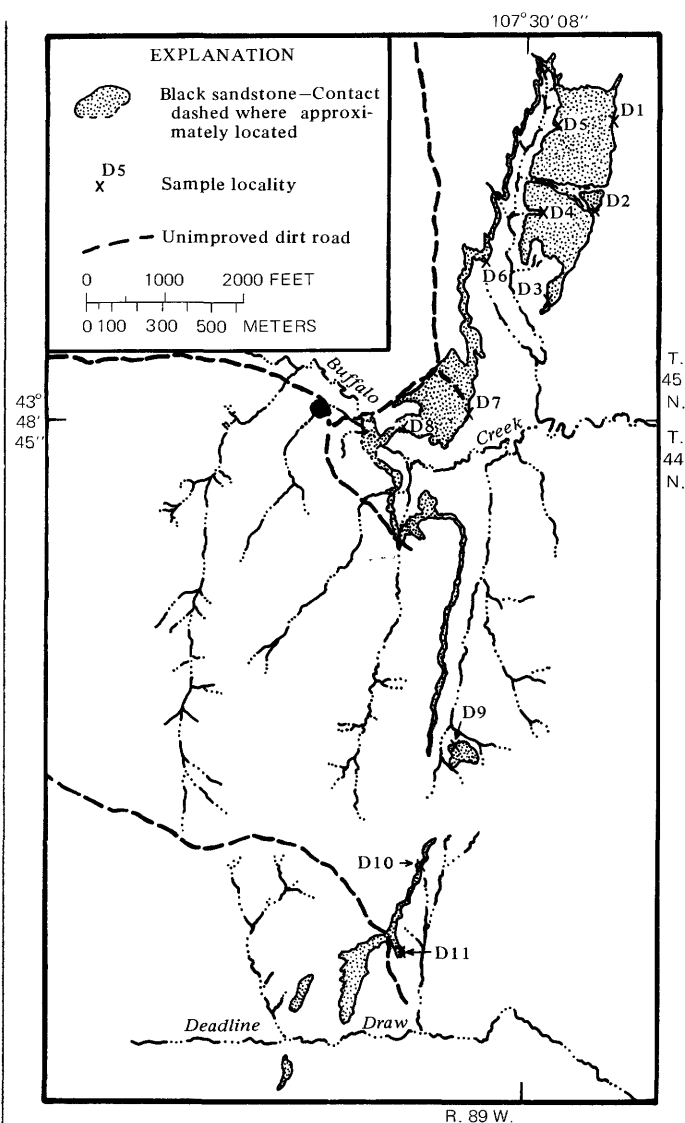 107°30'08"
EXPLANATION
Black sandstone—Contact
dashed where approxi-
mately located
D5
x
Sample locality
Unimproved dirt road
0 1000 2000 FEET
0 100 300 500 METERS
D1
D5
D2
D4
D6
D3
T.
45
N.
Buffalo
43°
48'
45"
D7
D8
Creek
T.
44
N.
D9
D10
D11
Deadline Draw
R. 89 W.